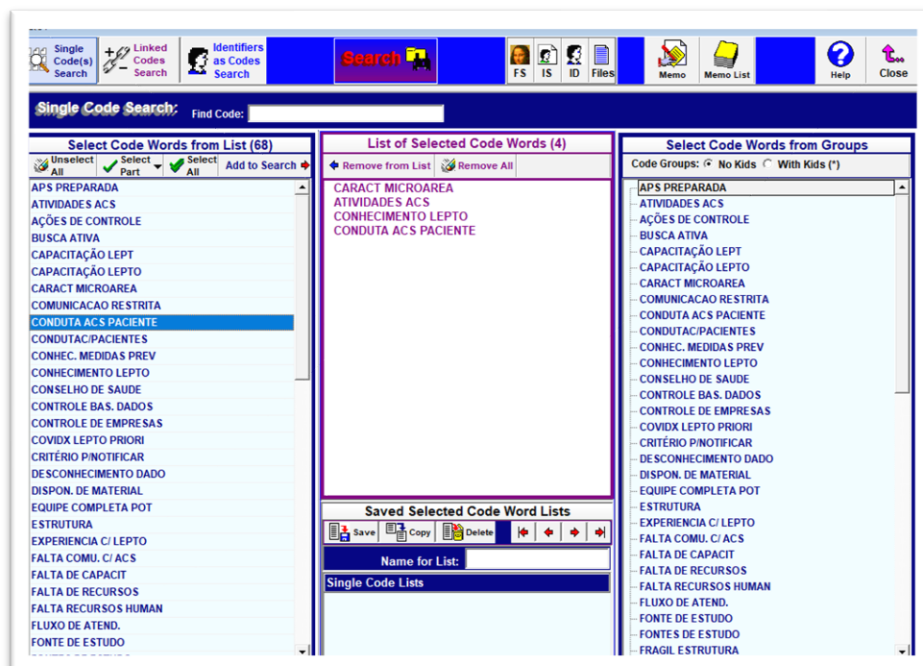 Single Code(s) Search
Linked Codes Search
Identifiers as Codes Search
Search
FS
IS
ID
Files
Memo
Memo List
Help
Close
Single Code Search:
Find Code:
Select Code Words from List (68)
Unselect All
Select Part
Select All
Add to Search
APS PREPARADA
ATIVIDADES ACS
AÇÕES DE CONTROLE
BUSCA ATIVA
CAPACITAÇÃO LEPT
CAPACITAÇÃO LEPTO
CARACT MICROAREA
COMUNICACAO RESTRITA
CONDUTA ACS PACIENTE
CONDUTAC/PACIENTES
CONHEC. MEDIDAS PREV
CONHECIMENTO LEPTO
CONSELHO DE SAUDE
CONTROLE BAS. DADOS
CONTROLE DE EMPRESAS
COVIDX LEPTO PRIORI
CRITÉRIO P/NOTIFICAR
DESCONHECIMENTO DADO
DISPON. DE MATERIAL
EQUIPE COMPLETA POT
ESTRUTURA
EXPERIENCIA C/ LEPTO
FALTA COMU. C/ ACS
FALTA DE CAPACIT
FALTA DE RECURSOS
FALTA RECURSOS HUMAN
FLUXO DE ATEND.
FONTE DE ESTUDO
List of Selected Code Words (4)
Remove from List
Remove All
CARACT MICROAREA
ATIVIDADES ACS
CONHECIMENTO LEPTO
CONDUTA ACS PACIENTE
Saved Selected Code Word Lists
Save
Copy
Delete
Name for List:
Single Code Lists
Select Code Words from Groups
Code Groups: No Kids With Kids (*)
APS PREPARADA
ATIVIDADES ACS
AÇÕES DE CONTROLE
BUSCA ATIVA
CAPACITAÇÃO LEPT
CAPACITAÇÃO LEPTO
CARACT MICROAREA
COMUNICACAO RESTRITA
CONDUTA ACS PACIENTE
CONDUTAC/PACIENTES
CONHEC. MEDIDAS PREV
CONHECIMENTO LEPTO
CONSELHO DE SAUDE
CONTROLE BAS. DADOS
CONTROLE DE EMPRESAS
COVIDX LEPTO PRIORI
CRITÉRIO P/NOTIFICAR
DESCONHECIMENTO DADO
DISPON. DE MATERIAL
EQUIPE COMPLETA POT
ESTRUTURA
EXPERIENCIA C/ LEPTO
FALTA COMU. C/ ACS
FALTA DE CAPACIT
FALTA DE RECURSOS
FALTA RECURSOS HUMAN
FLUXO DE ATEND.
FONTE DE ESTUDO
FONTES DE ESTUDO
FRAGIL ESTRUTURA